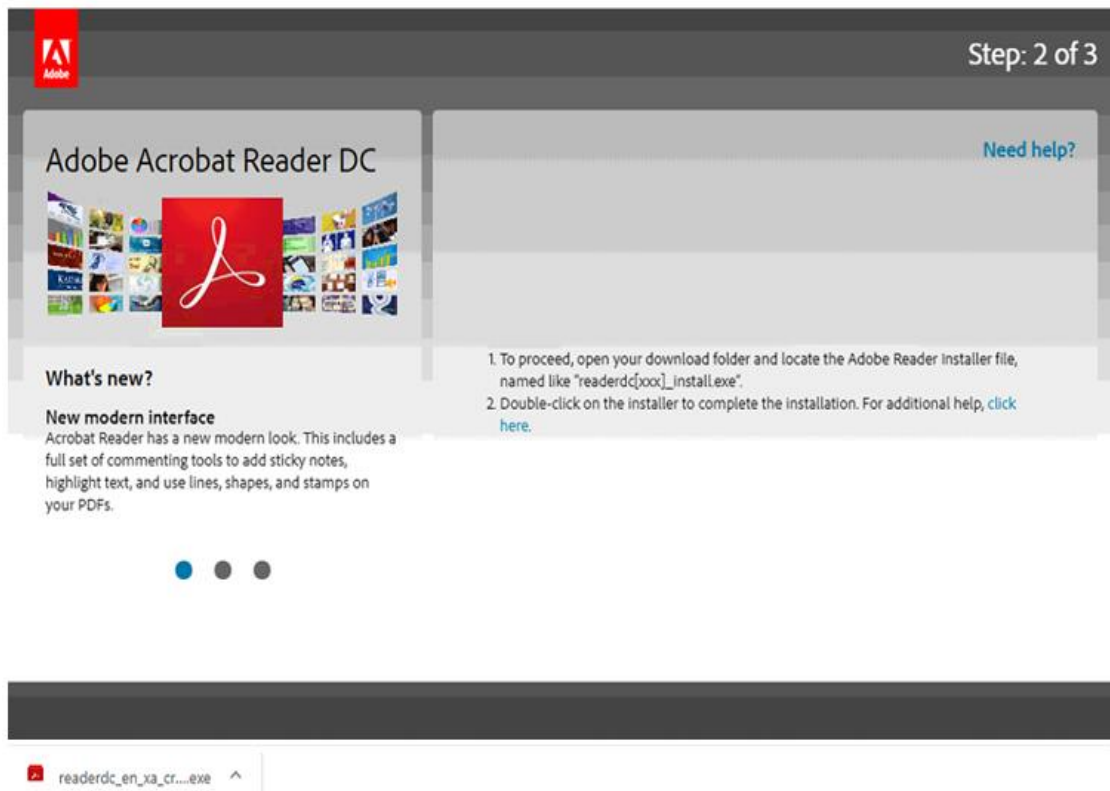 Adobe
Step: 2 of 3
Adobe Acrobat Reader DC
Need help?
What's new?
New modern interface
Acrobat Reader has a new modern look. This includes a
full set of commenting tools to add sticky notes,
highlight text, and use lines, shapes, and stamps on
your PDFs.
1. To proceed, open your download folder and locate the Adobe Reader Installer file,
named like "readerdc[xxx]_install.exe".
2. Double-click on the installer to complete the installation. For additional help, click
here.
readerdc_en_xa_cr....exe